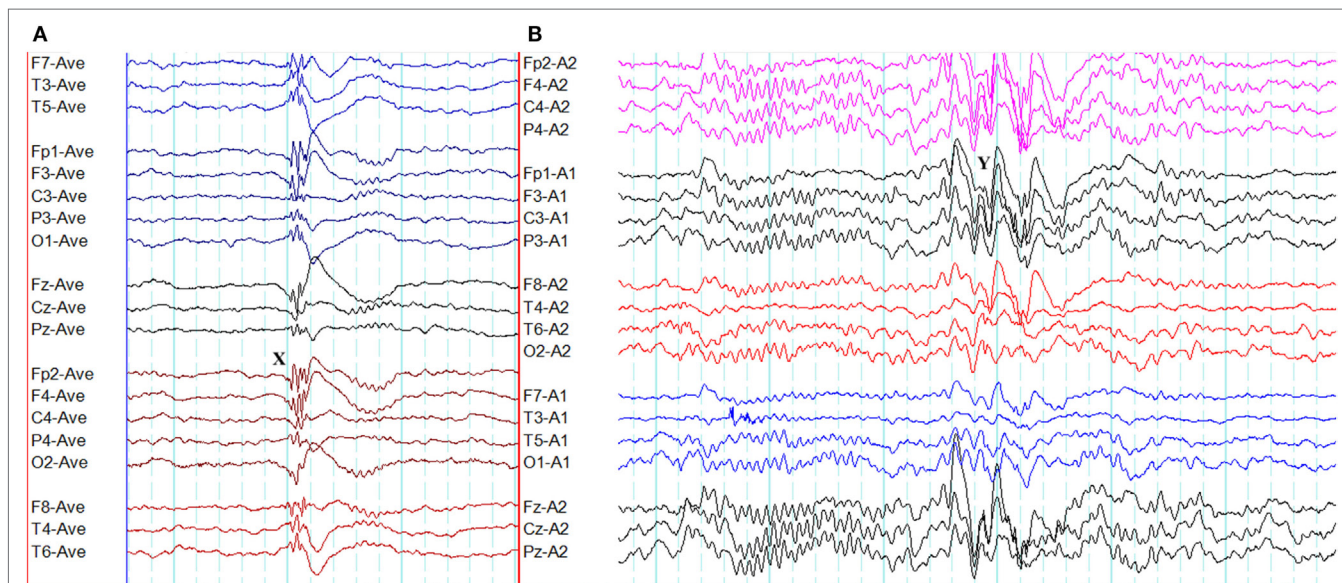 A
F7-Ave
T3-Ave
T5-Ave
Fp1-Ave
F3-Ave
C3-Ave
P3-Ave
O1-Ave
Fz-Ave
Cz-Ave
Pz-Ave
X
Fp2-Ave
F4-Ave
C4-Ave
P4-Ave
O2-Ave
F8-Ave
T4-Ave
T6-Ave
B
Fp2-A2
F4-A2
C4-A2
P4-A2
Y
Fp1-A1
F3-A1
C3-A1
P3-A1
F8-A2
T4-A2
T6-A2
O2-A2
F7-A1
T3-A1
T5-A1
O1-A1
Fz-A2
Cz-A2
Pz-A2